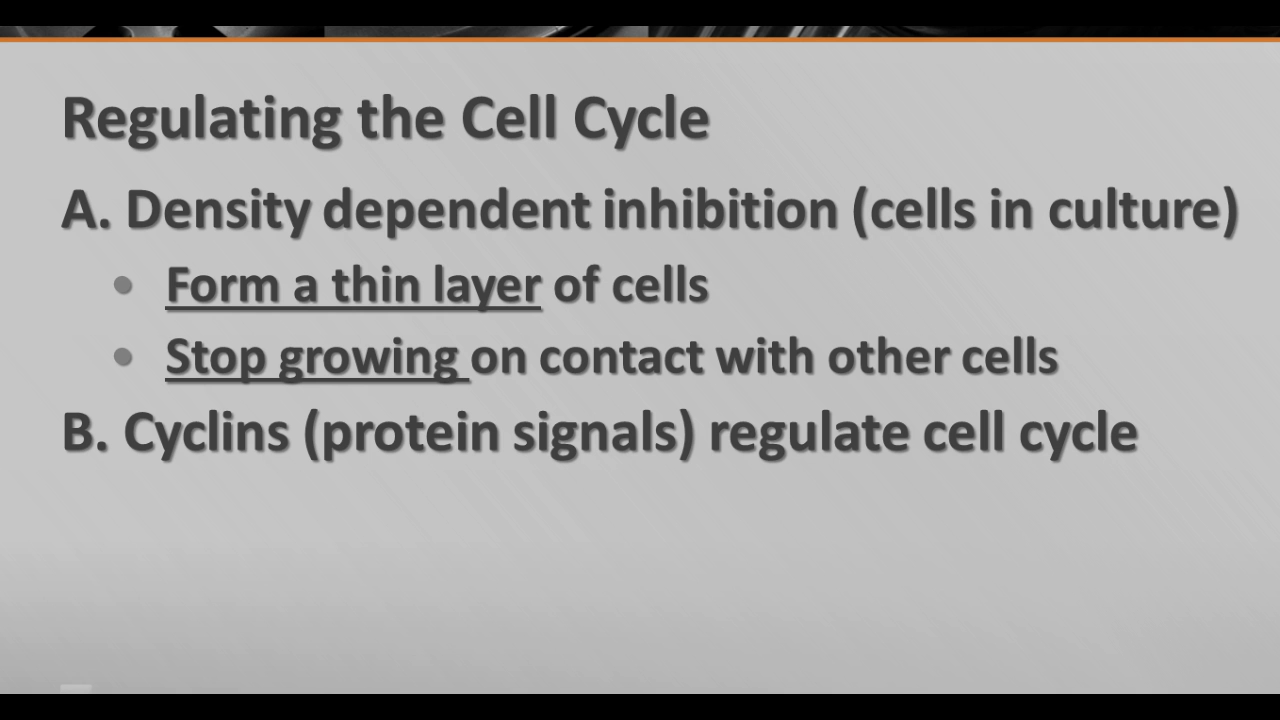 Regulating the Cell Cycle
A. Density dependent inhibition (cells in culture)
• Form a thin layer of cells
• Stop growing on contact with other cells
B. Cyclins (protein signals) regulate cell cycle